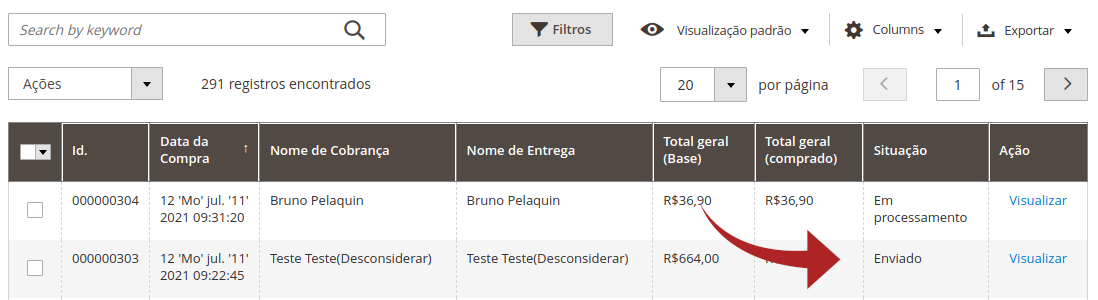 Search by keyword
Filtros
Visualização padrão
Columns
Exportar
Ações
291 registros encontrados
20
por página
1
of 15
Id.
Data da
Compra
↑
Nome de Cobrança
Nome de Entrega
Total geral
(Base)
Total geral
(comprado)
Situação
Ação
000000304
12 'Mo' jul. '11'
2021 09:31:20
Bruno Pelaquin
Bruno Pelaquin
R$36,90
R$36,90
Em
processamento
Visualizar
000000303
12 'Mo' jul. '11'
2021 09:22:45
Teste Teste(Desconsiderar)
Teste Teste(Desconsiderar)
R$664,00
Enviado
Visualizar